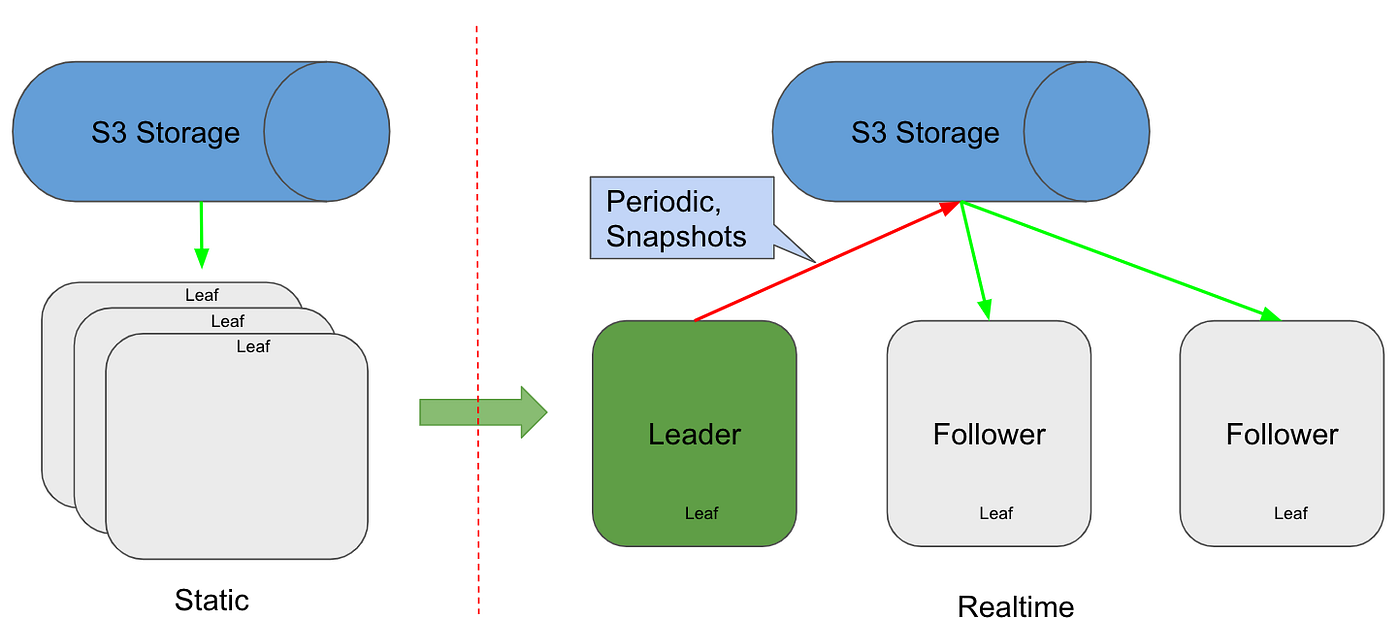 S3 Storage
Leaf
Leaf
Leaf
Static
S3 Storage
Periodic,
Snapshots
Leader
Leaf
Follower
Leaf
Follower
Leaf
Realtime